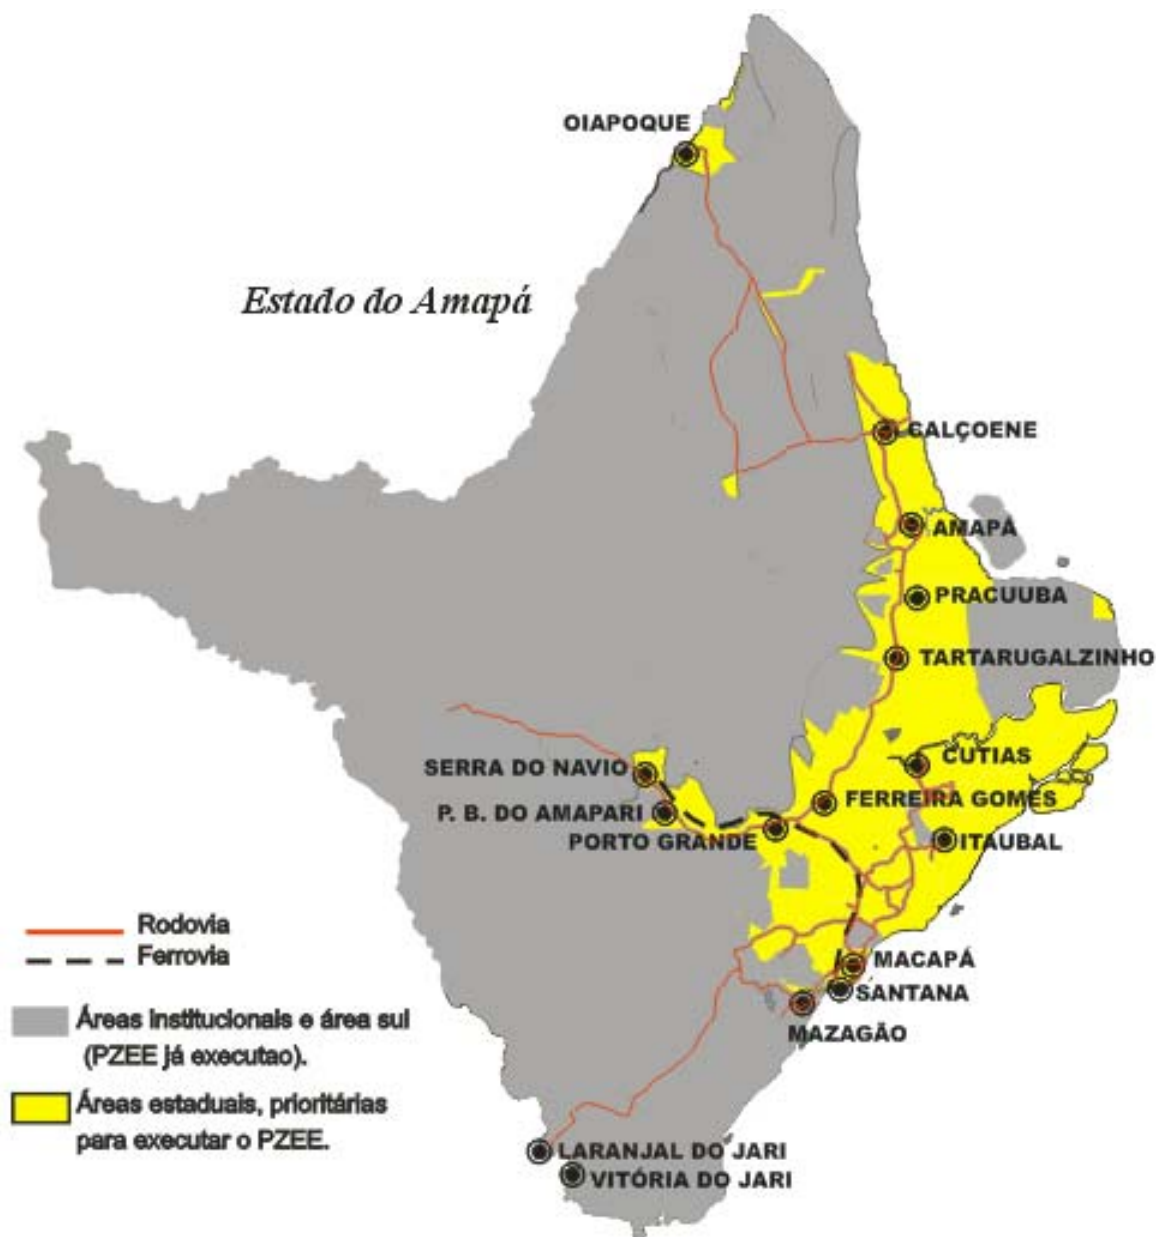 OIAPOQUE
Estado do Amapá
CALÇOENE
AMAPÁ
PRACUUBA
TARTARUGALZINHO
CUTIAS
SERRA DO NAVIO
FERREIRA GOMES
P. B. DO AMAPARI
PORTO GRANDE
ITAUBAL
Rodovia
Ferrovia
MACAPÁ
SANTANA
Áreas institucionais e área sul
(PZEE já executao).
MAZAGÃO
Áreas estaduais, prioritárias
para executar o PZEE.
LARANJAL DO JARI
VITÓRIA DO JARI